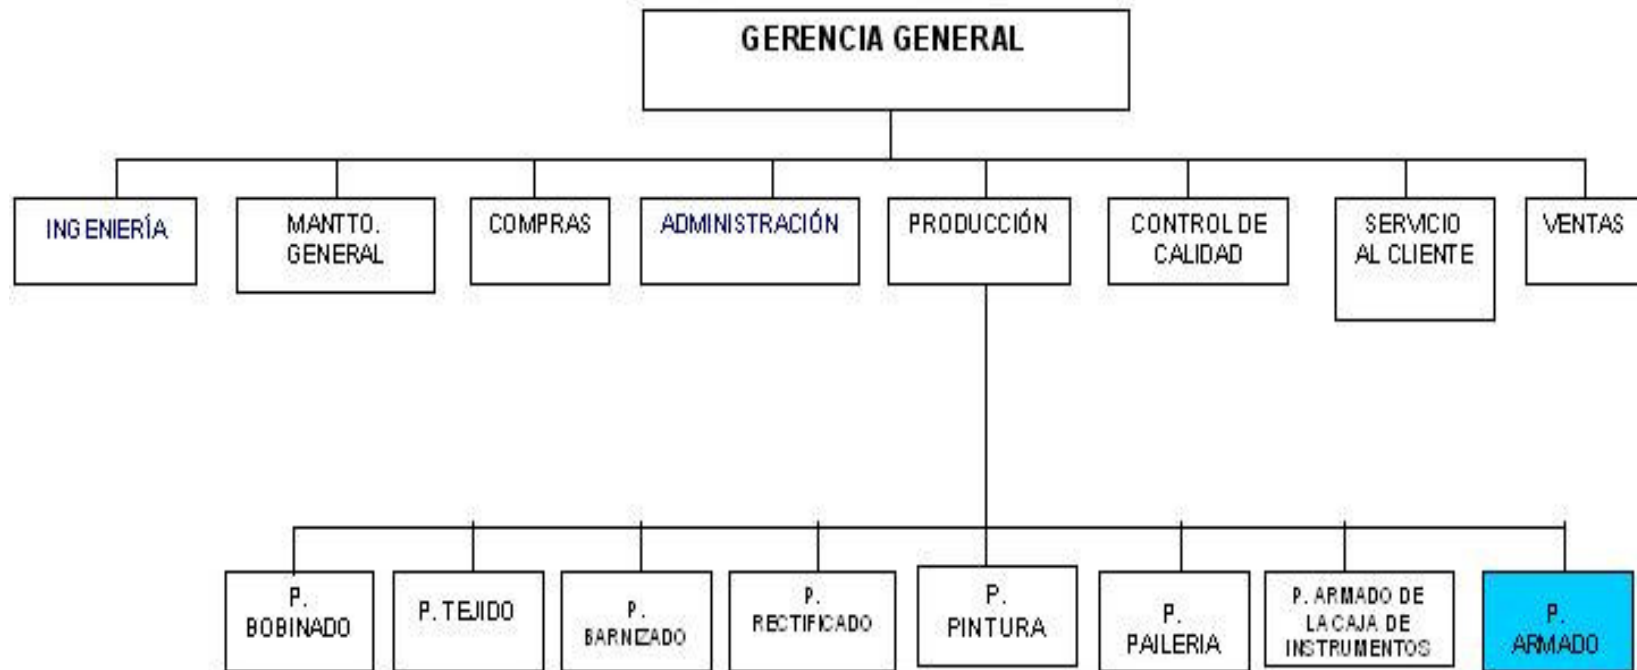 GERENCIA GENERAL
INGENIERÍA
MANTTO.
GENERAL
COMPRAS
ADMINISTRACIÓN
PRODUCCIÓN
CONTROL DE
CALIDAD
SERVICIO
AL CLIENTE
VENTAS
P.
BOBINADO
P. TEJIDO
P.
BARNIZADO
P.
RECTIFICADO
P.
PINTURA
P.
PAILERIA
P. ARMADO DE
LA CAJA DE
INSTRUMENTOS
P.
ARMADO